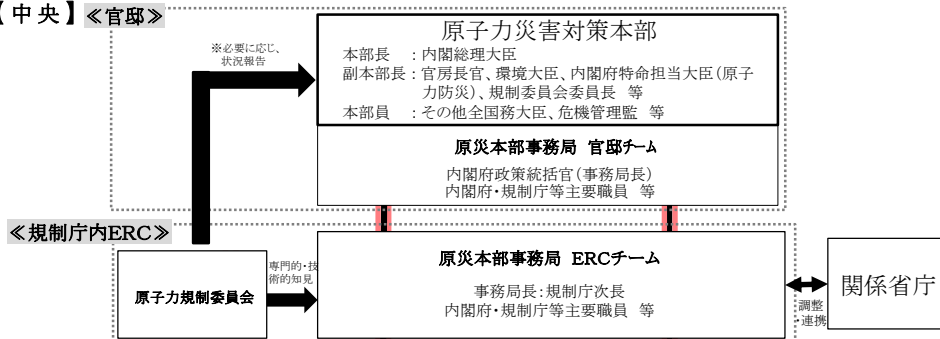 【中央】
≪官邸≫
※必要に応じ、
状況報告
原子力災害対策本部
本部長　：内閣総理大臣
副本部長：官房長官、環境大臣、内閣府特命担当大臣（原子
力防災）、規制委員会委員長 等
本部員　：その他全国務大臣、危機管理監 等
原災本部事務局 官邸チーム
内閣府政策統括官（事務局長）
内閣府・規制庁等主要職員 等
≪規制庁内ERC≫
原子力規制委員会
専門的・技
術的知見
原災本部事務局 ERCチーム
事務局長：規制庁次長
内閣府・規制庁等主要職員 等
調整
・連携
関係省庁